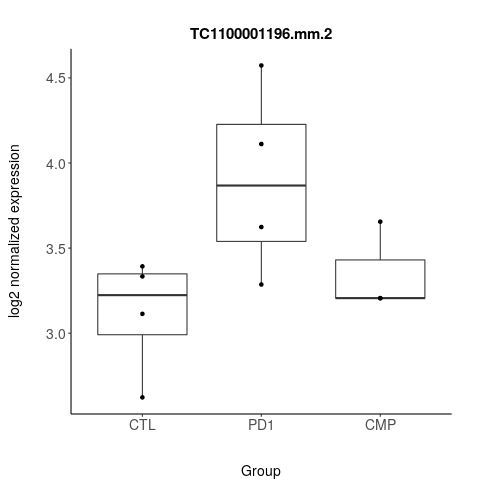 TC1100001196.mm.2
log2 normalized expression
4.5
4.0
3.5
3.0
CTL
PD1
CMP
Group